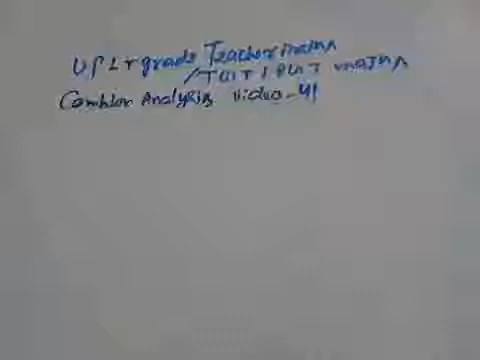 UP LT grade Teacher maths
/TGT / PGT maths
Complex Analysis video-41